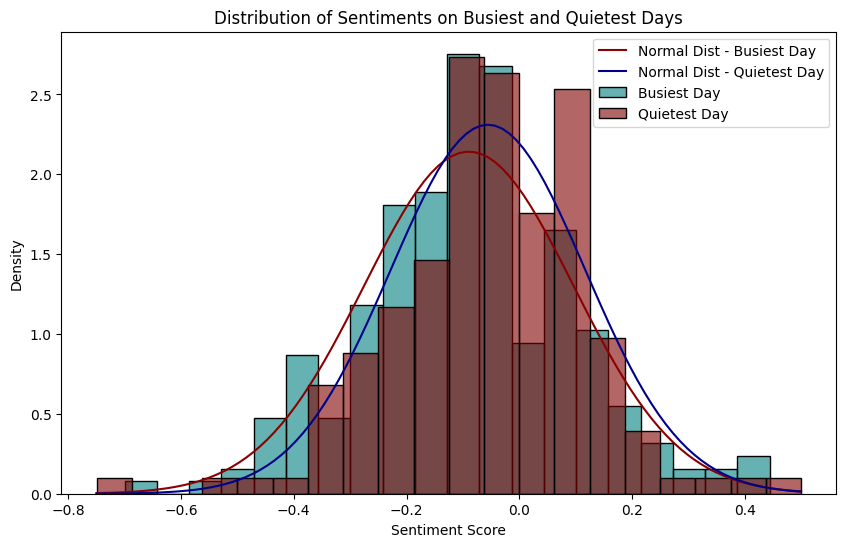 Distribution of Sentiments on Busiest and Quietest Days
Normal Dist - Busiest Day
Normal Dist - Quietest Day
Busiest Day
Quietest Day
Density
2.5
2.0
1.5
1.0
0.5
0.0
−0.8 −0.6 −0.4 −0.2 0.0 0.2 0.4
Sentiment Score